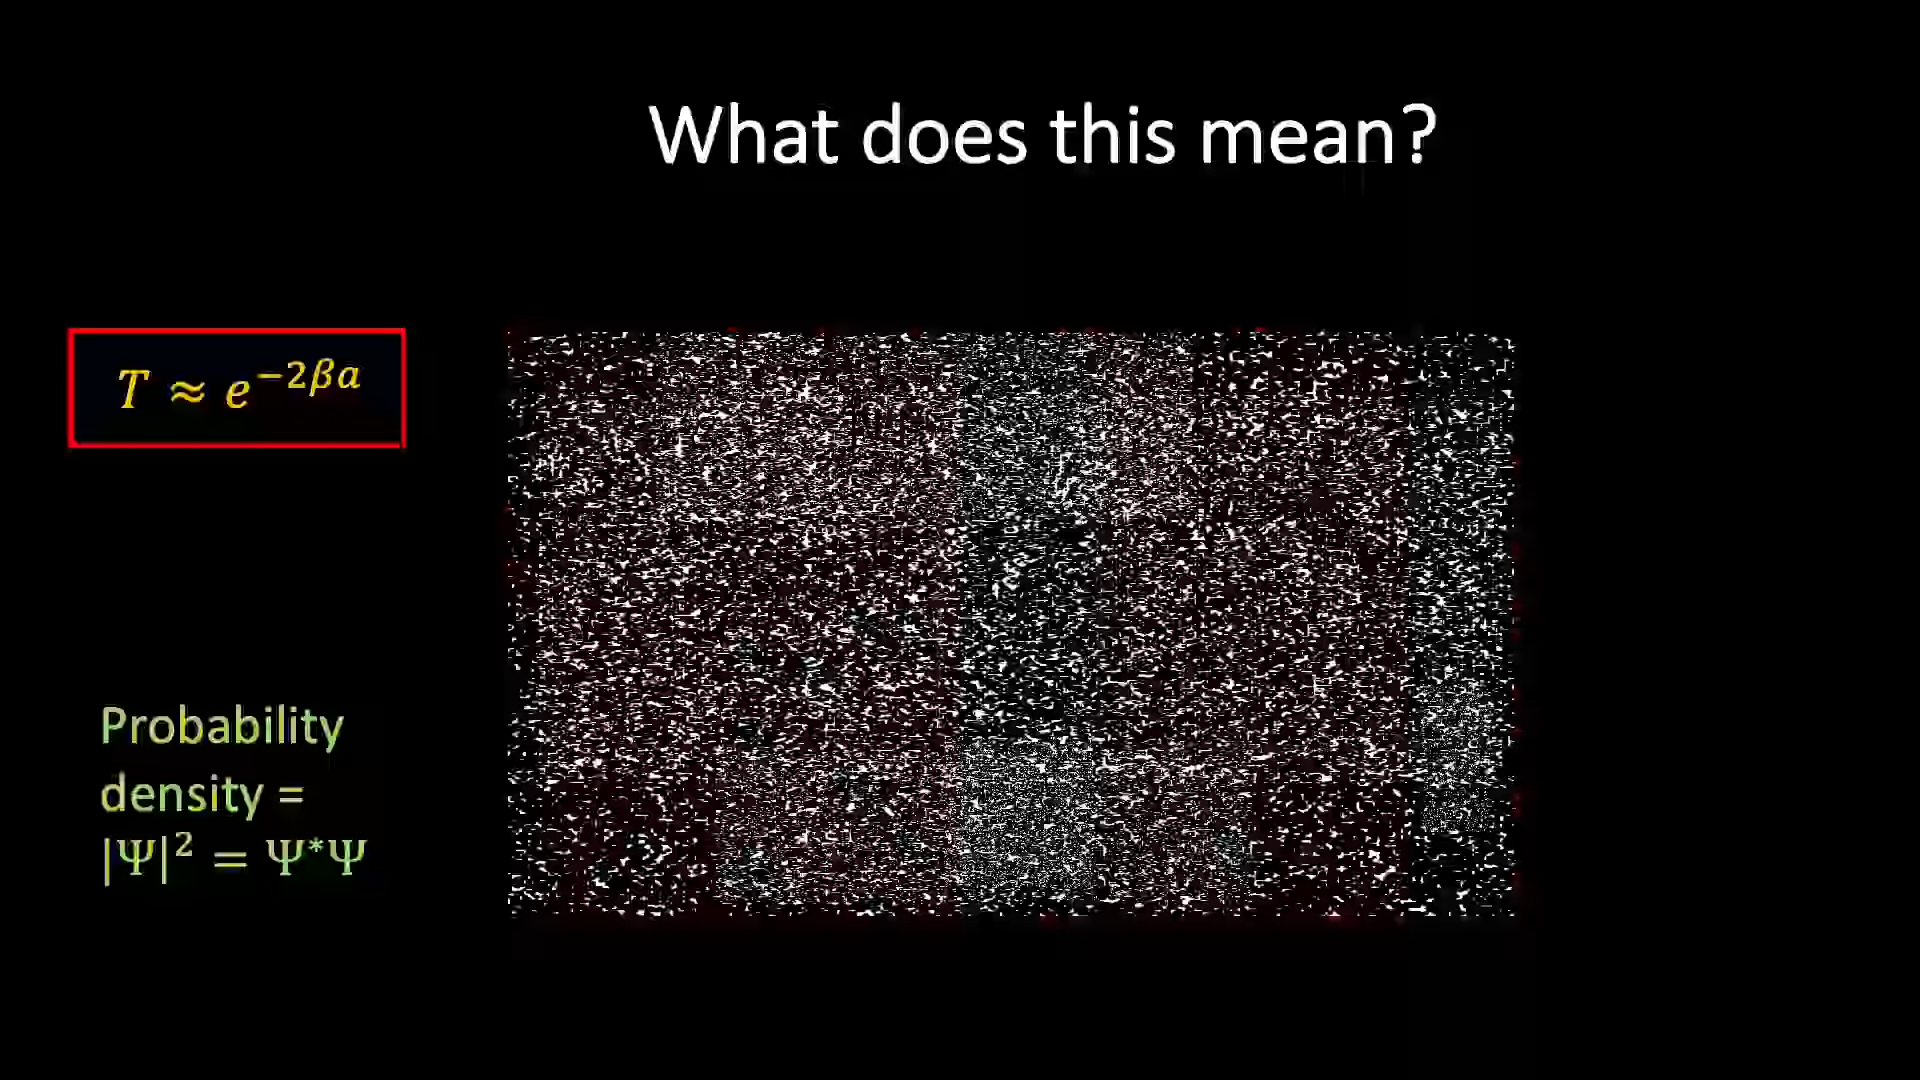 What does this mean?
T ≈ e^{−2βa}
Probability
density =
|Ψ|² = Ψ*Ψ